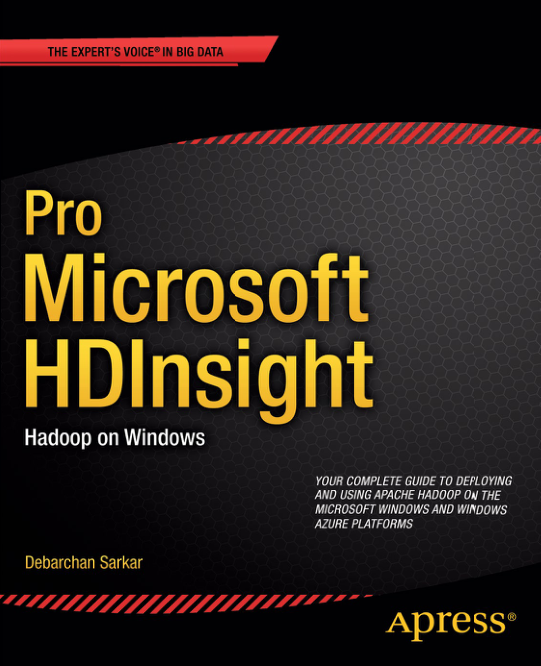 THE EXPERT'S VOICE® IN BIG DATA
Pro
Microsoft
HDInsight
Hadoop on Windows
YOUR COMPLETE GUIDE TO DEPLOYING
AND USING APACHE HADOOP ON THE
MICROSOFT WINDOWS AND WINDOWS
AZURE PLATFORMS
Debarchan Sarkar
Apress®